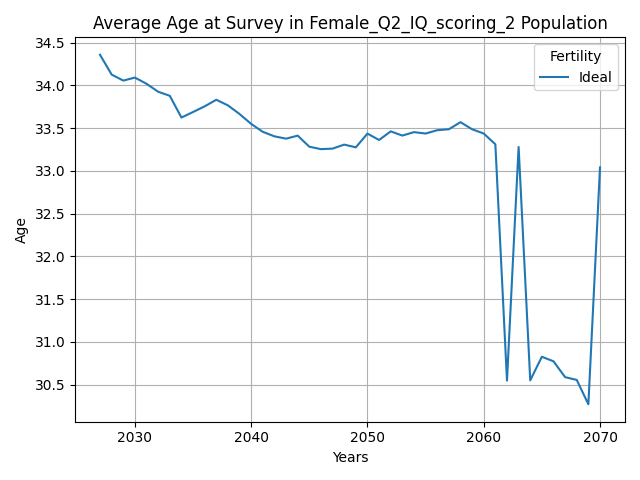 Average Age at Survey in Female_Q2_IQ_scoring_2 Population
Fertility
Ideal
34.5
34.0
33.5
33.0
32.5
32.0
31.5
31.0
30.5
Age
2030 2040 2050 2060 2070
Years